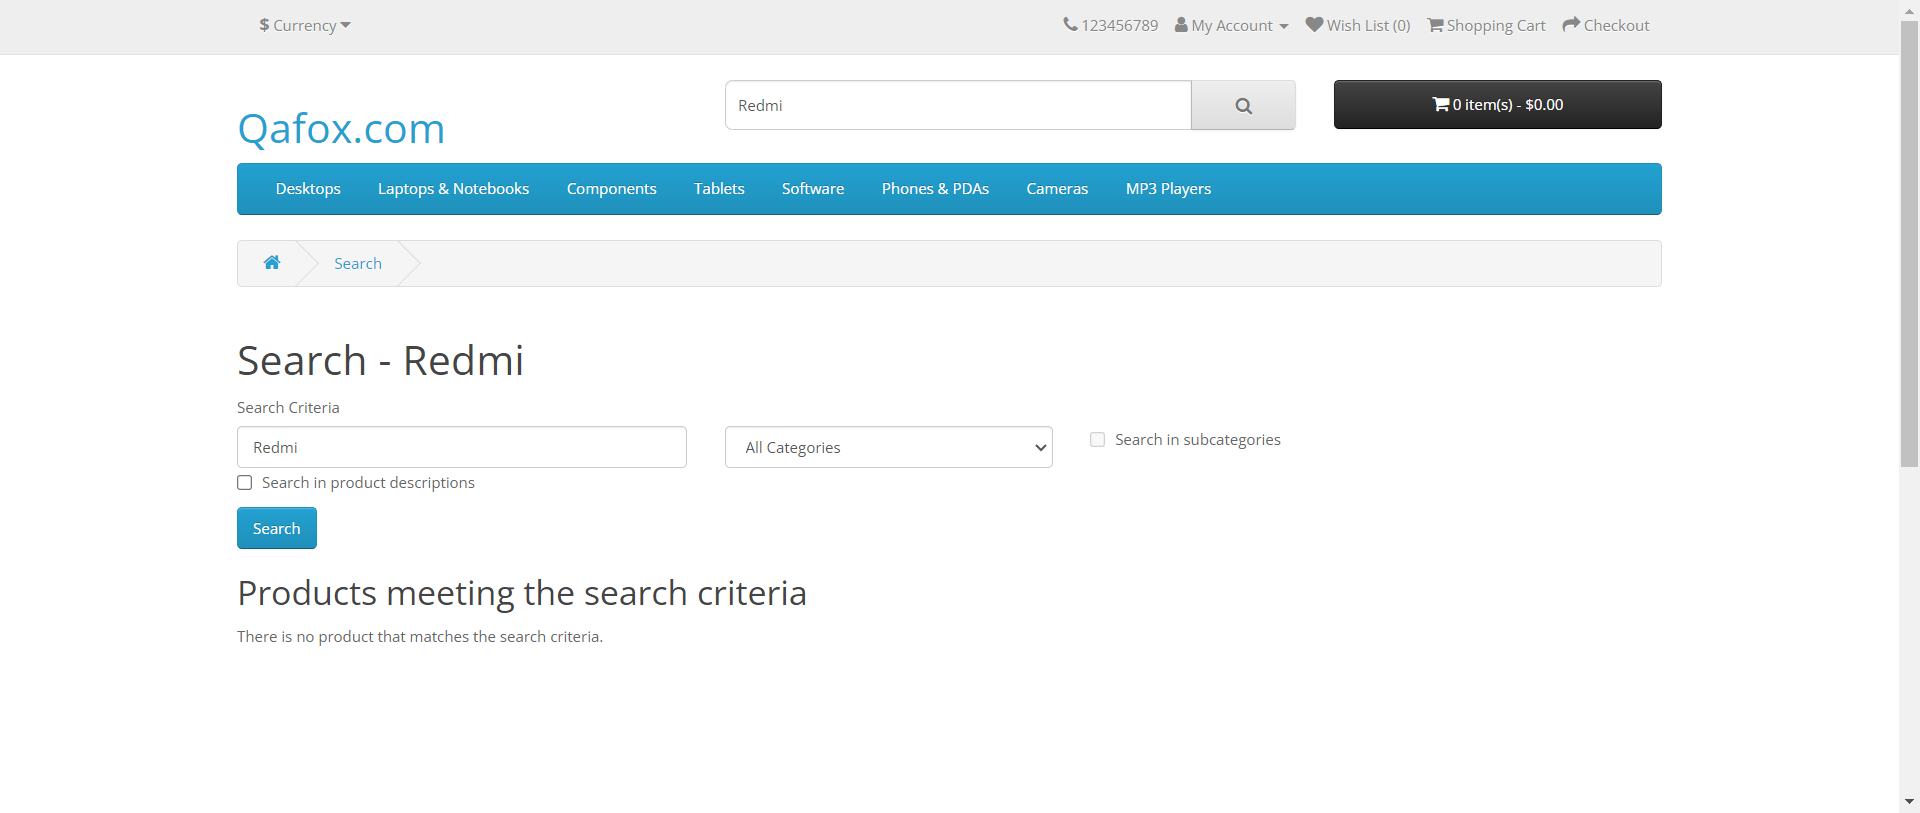 $ Currency
123456789 My Account Wish List (0) Shopping Cart Checkout
Redmi
0 item(s) - $0.00
Qafox.com
Desktops Laptops & Notebooks Components Tablets Software Phones & PDAs Cameras MP3 Players
Search
Search - Redmi
Search Criteria
Redmi
All Categories
Search in subcategories
Search in product descriptions
Search
Products meeting the search criteria
There is no product that matches the search criteria.